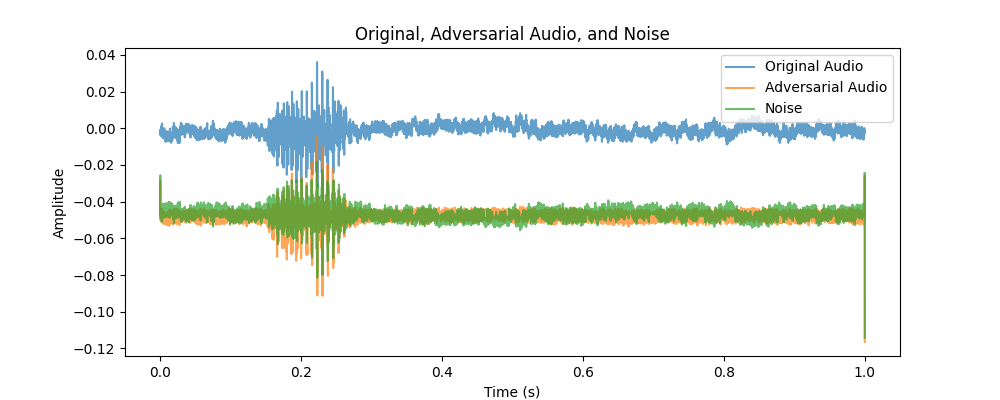 Original, Adversarial Audio, and Noise
Original Audio
Adversarial Audio
Noise
Amplitude
0.04
0.02
0.00
−0.02
−0.04
−0.06
−0.08
−0.10
−0.12
0.0
0.2
0.4
0.6
0.8
1.0
Time (s)